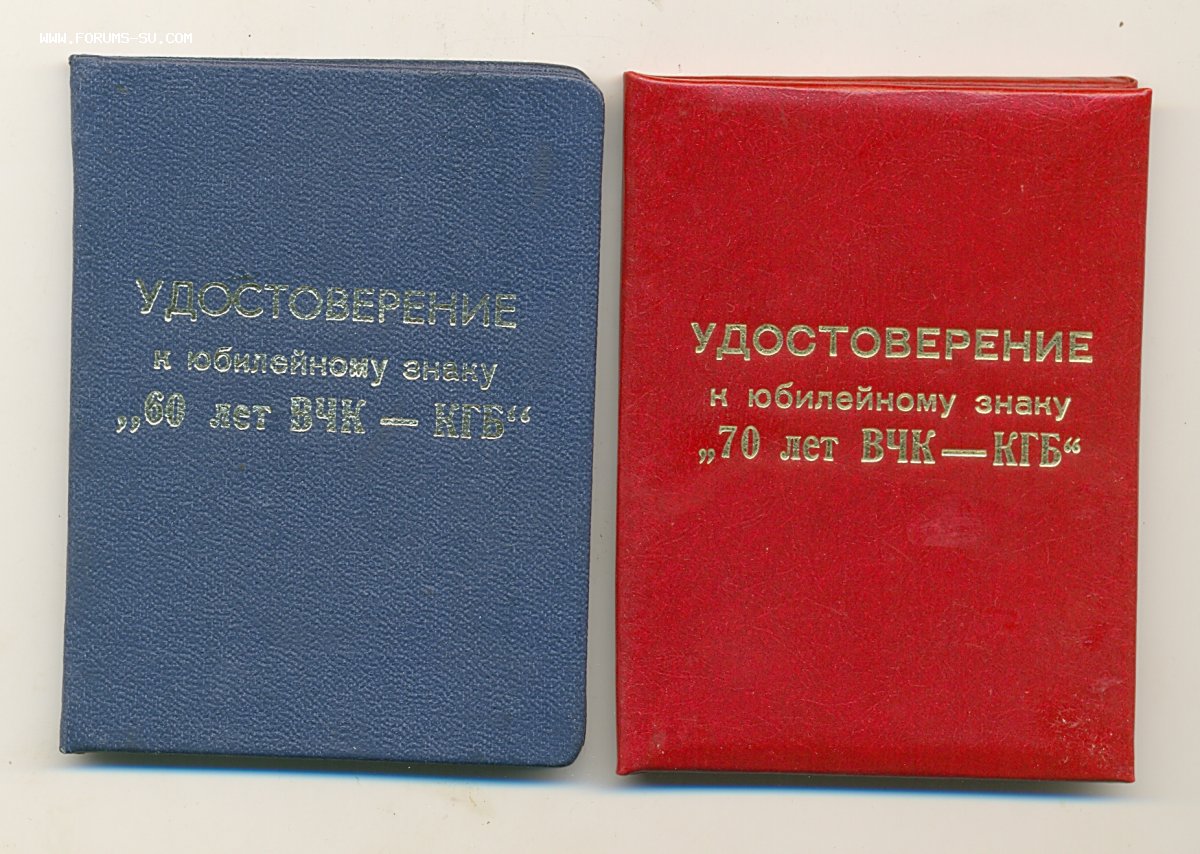 WWW.FORUMS-SU.COM
УДОСТОВЕРЕНИЕ
к юбилейному знаку
„60 лет ВЧК — КГБ“
УДОСТОВЕРЕНИЕ
к юбилейному знаку
„70 лет ВЧК — КГБ“